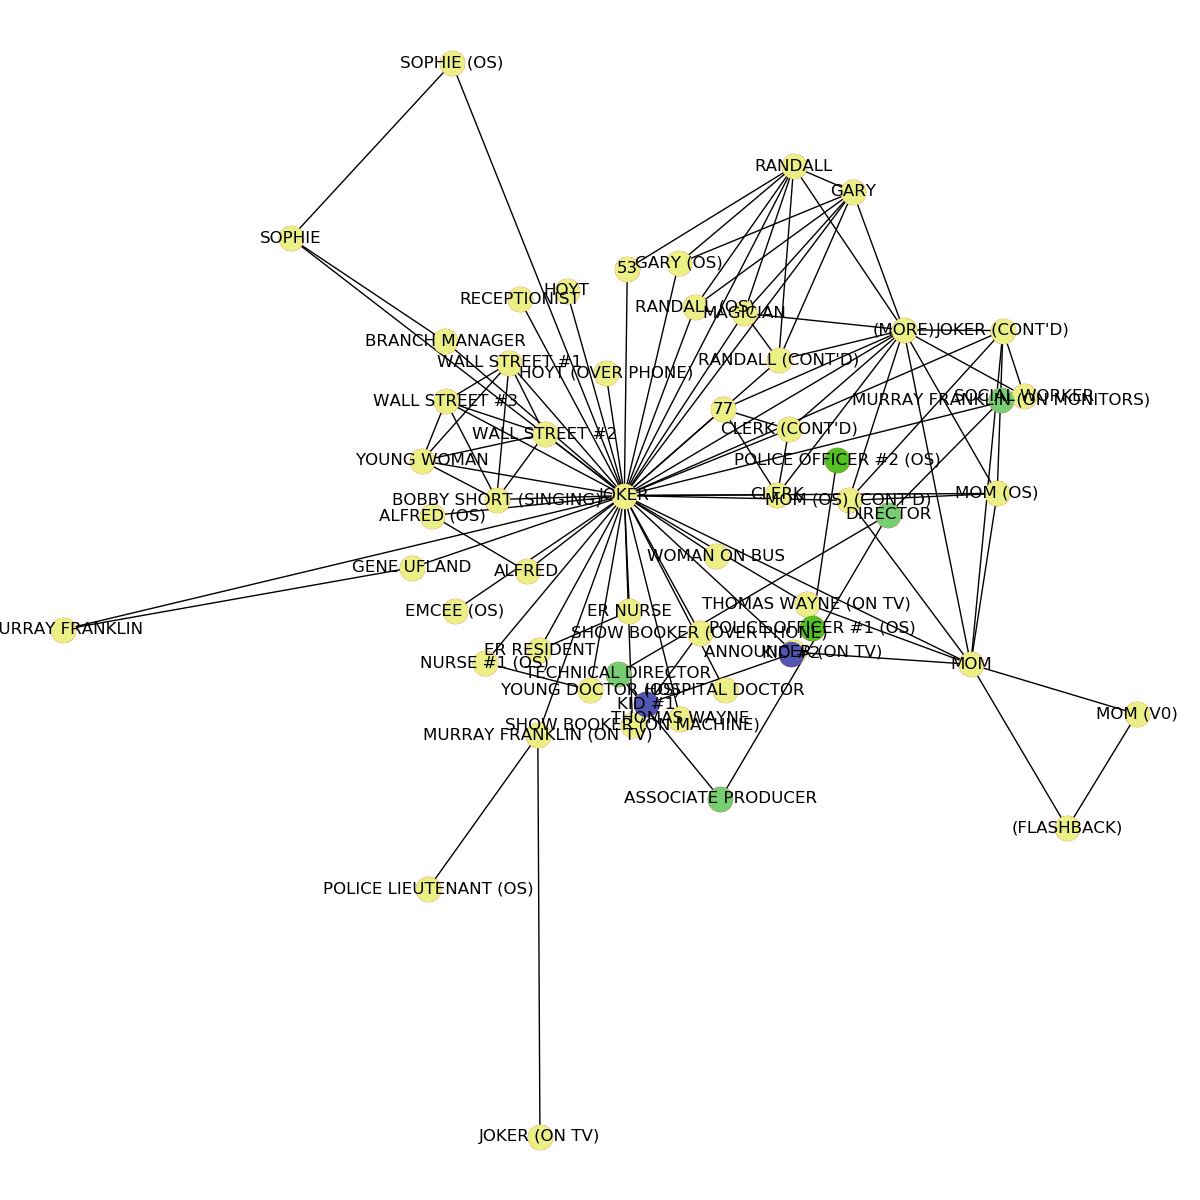 SOPHIE (OS)
RANDALL
GARY
SOPHIE
53
GARY (OS)
HOYT
RECEPTIONIST
RANDALL (OS)
MAGICIAN
(MORE)
JOKER (CONT'D)
BRANCH MANAGER
WALL STREET #1
RANDALL (CONT'D)
HOYT (OVER PHONE)
SOCIAL WORKER
MURRAY FRANKLIN (ON MONITORS)
WALL STREET #3
77
CLERK (CONT'D)
WALL STREET #2
YOUNG WOMAN
POLICE OFFICER #2 (OS)
JOKER
CLERK
MOM (OS)
BOBBY SHORT (SINGING)
MOM (OS) (CONT'D)
ALFRED (OS)
DIRECTOR
WOMAN ON BUS
GENE UFLAND
ALFRED
THOMAS WAYNE (ON TV)
EMCEE (OS)
ER NURSE
URRAY FRANKLIN
POLICE OFFICER #1 (OS)
SHOW BOOKER (OVER PHONE)
ER RESIDENT
ANNOUNCER (ON TV)
KID #2
NURSE #1 (OS)
MOM
TECHNICAL DIRECTOR
YOUNG DOCTOR (OS)
HOSPITAL DOCTOR
KID #1
MOM (V0)
THOMAS WAYNE
SHOW BOOKER (ON MACHINE)
MURRAY FRANKLIN (ON TV)
ASSOCIATE PRODUCER
(FLASHBACK)
POLICE LIEUTENANT (OS)
JOKER (ON TV)